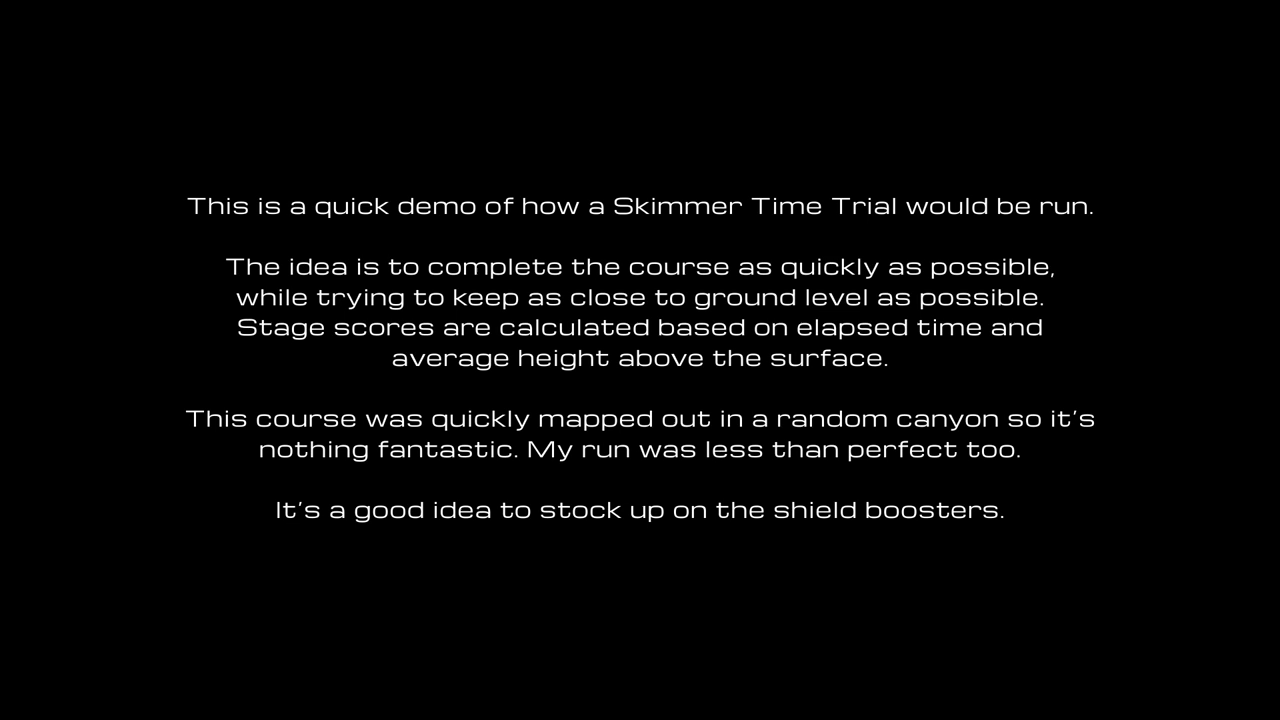 This is a quick demo of how a Skimmer Time Trial would be run.
The idea is to complete the course as quickly as possible,
while trying to keep as close to ground level as possible.
Stage scores are calculated based on elapsed time and
average height above the surface.
This course was quickly mapped out in a random canyon so it's
nothing fantastic. My run was less than perfect too.
It's a good idea to stock up on the shield boosters.